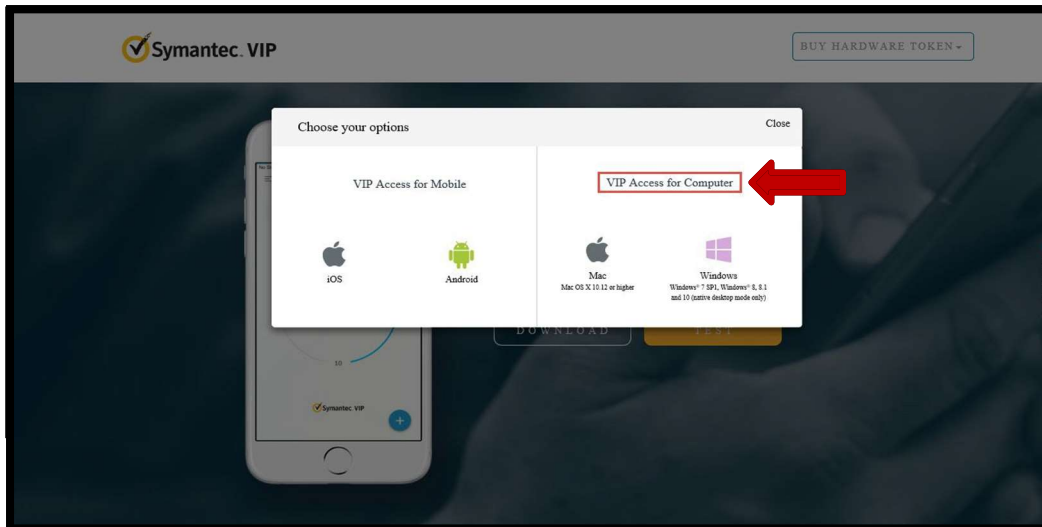 Symantec. VIP
BUY HARDWARE TOKEN
Choose your options
Close
VIP Access for Mobile
VIP Access for Computer
iOS
Android
Mac
Mac OS X 10.12 or higher
Windows
Windows® 7 SP1, Windows® 8, 8.1
and 10 (native desktop mode only)
DOWNLOAD
TEST
10
Symantec. VIP